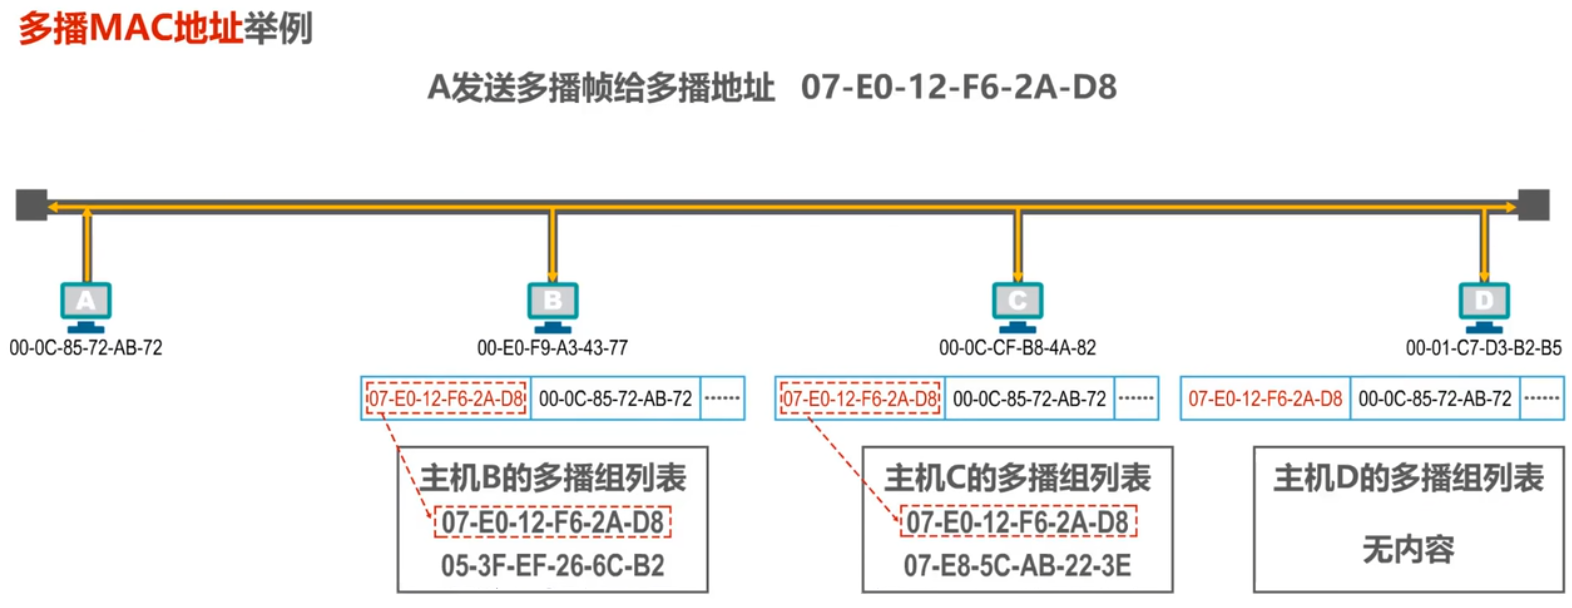 多播MAC地址举例
A发送多播帧给多播地址 07-E0-12-F6-2A-D8
A
B
C
D
00-0C-85-72-AB-72
00-E0-F9-A3-43-77
00-0C-CF-B8-4A-82
00-01-C7-D3-B2-B5
07-E0-12-F6-2A-D8 00-0C-85-72-AB-72 ······
07-E0-12-F6-2A-D8 00-0C-85-72-AB-72 ······
07-E0-12-F6-2A-D8 00-0C-85-72-AB-72 ······
主机B的多播组列表
07-E0-12-F6-2A-D8
05-3F-EF-26-6C-B2
主机C的多播组列表
07-E0-12-F6-2A-D8
07-E8-5C-AB-22-3E
主机D的多播组列表
无内容